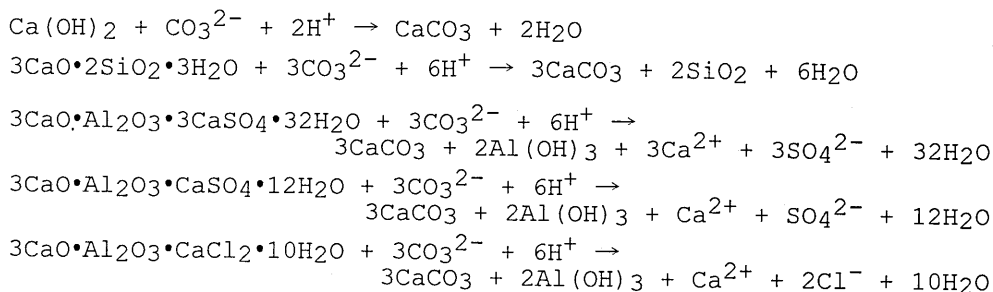 Ca(OH)2 + CO3^2- + 2H^+ → CaCO3 + 2H2O
3CaO•2SiO2•3H2O + 3CO3^2- + 6H^+ → 3CaCO3 + 2SiO2 + 6H2O
3CaO•Al2O3•3CaSO4•32H2O + 3CO3^2- + 6H^+ →
3CaCO3 + 2Al(OH)3 + 3Ca^2+ + 3SO4^2- + 32H2O
3CaO•Al2O3•CaSO4•12H2O + 3CO3^2- + 6H^+ →
3CaCO3 + 2Al(OH)3 + Ca^2+ + SO4^2- + 12H2O
3CaO•Al2O3•CaCl2•10H2O + 3CO3^2- + 6H^+ →
3CaCO3 + 2Al(OH)3 + Ca^2+ + 2Cl^- + 10H2O